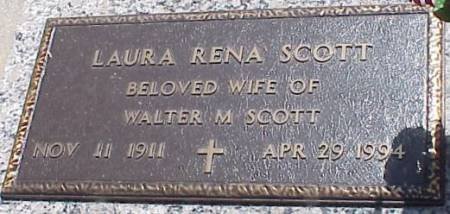 LAURA RENA SCOTT
BELOVED WIFE OF
WALTER M SCOTT
NOV 11 1911 APR 29 1994